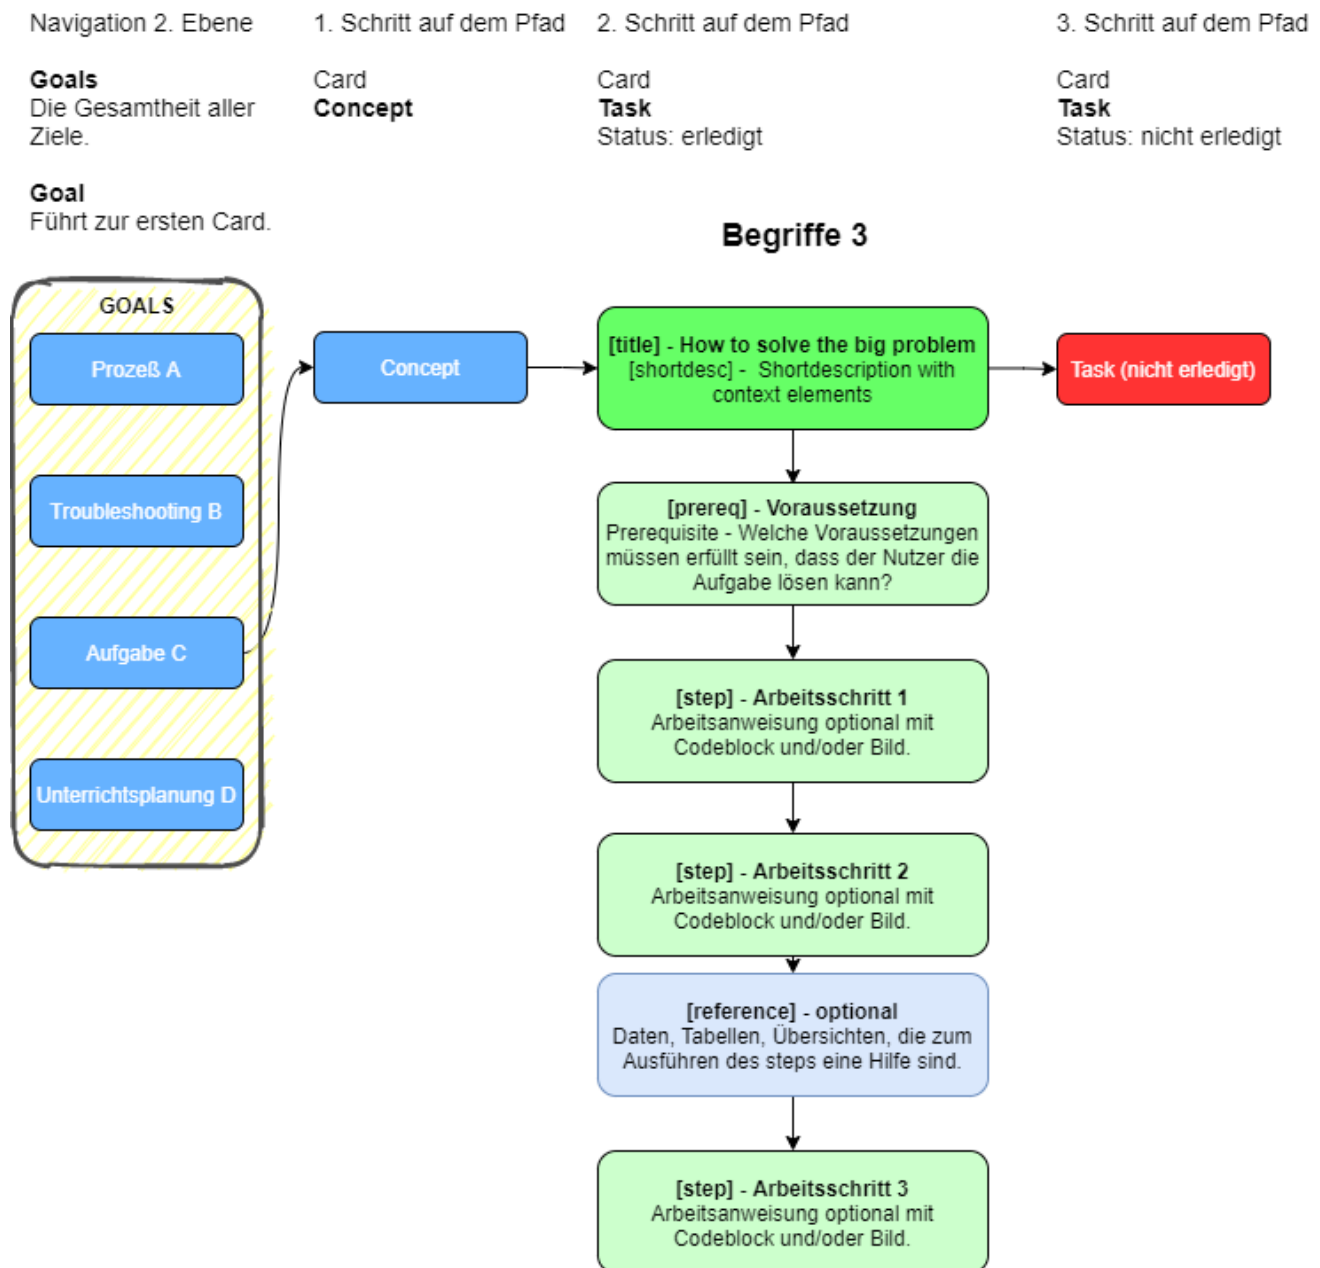 Navigation 2. Ebene
Goals
Die Gesamtheit aller
Ziele.
Goal
Führt zur ersten Card.
1. Schritt auf dem Pfad
Card
Concept
2. Schritt auf dem Pfad
Card
Task
Status: erledigt
3. Schritt auf dem Pfad
Card
Task
Status: nicht erledigt
Begriffe 3
GOALS
Prozeß A
Troubleshooting B
Aufgabe C
Unterrichtsplanung D
Concept
[title] - How to solve the big problem
[shortdesc] - Shortdescription with
context elements
Task (nicht erledigt)
[prereq] - Voraussetzung
Prerequisite - Welche Voraussetzungen
müssen erfüllt sein, dass der Nutzer die
Aufgabe lösen kann?
[step] - Arbeitsschritt 1
Arbeitsanweisung optional mit
Codeblock und/oder Bild.
[step] - Arbeitsschritt 2
Arbeitsanweisung optional mit
Codeblock und/oder Bild.
[reference] - optional
Daten, Tabellen, Übersichten, die zum
Ausführen des steps eine Hilfe sind.
[step] - Arbeitsschritt 3
Arbeitsanweisung optional mit
Codeblock und/oder Bild.